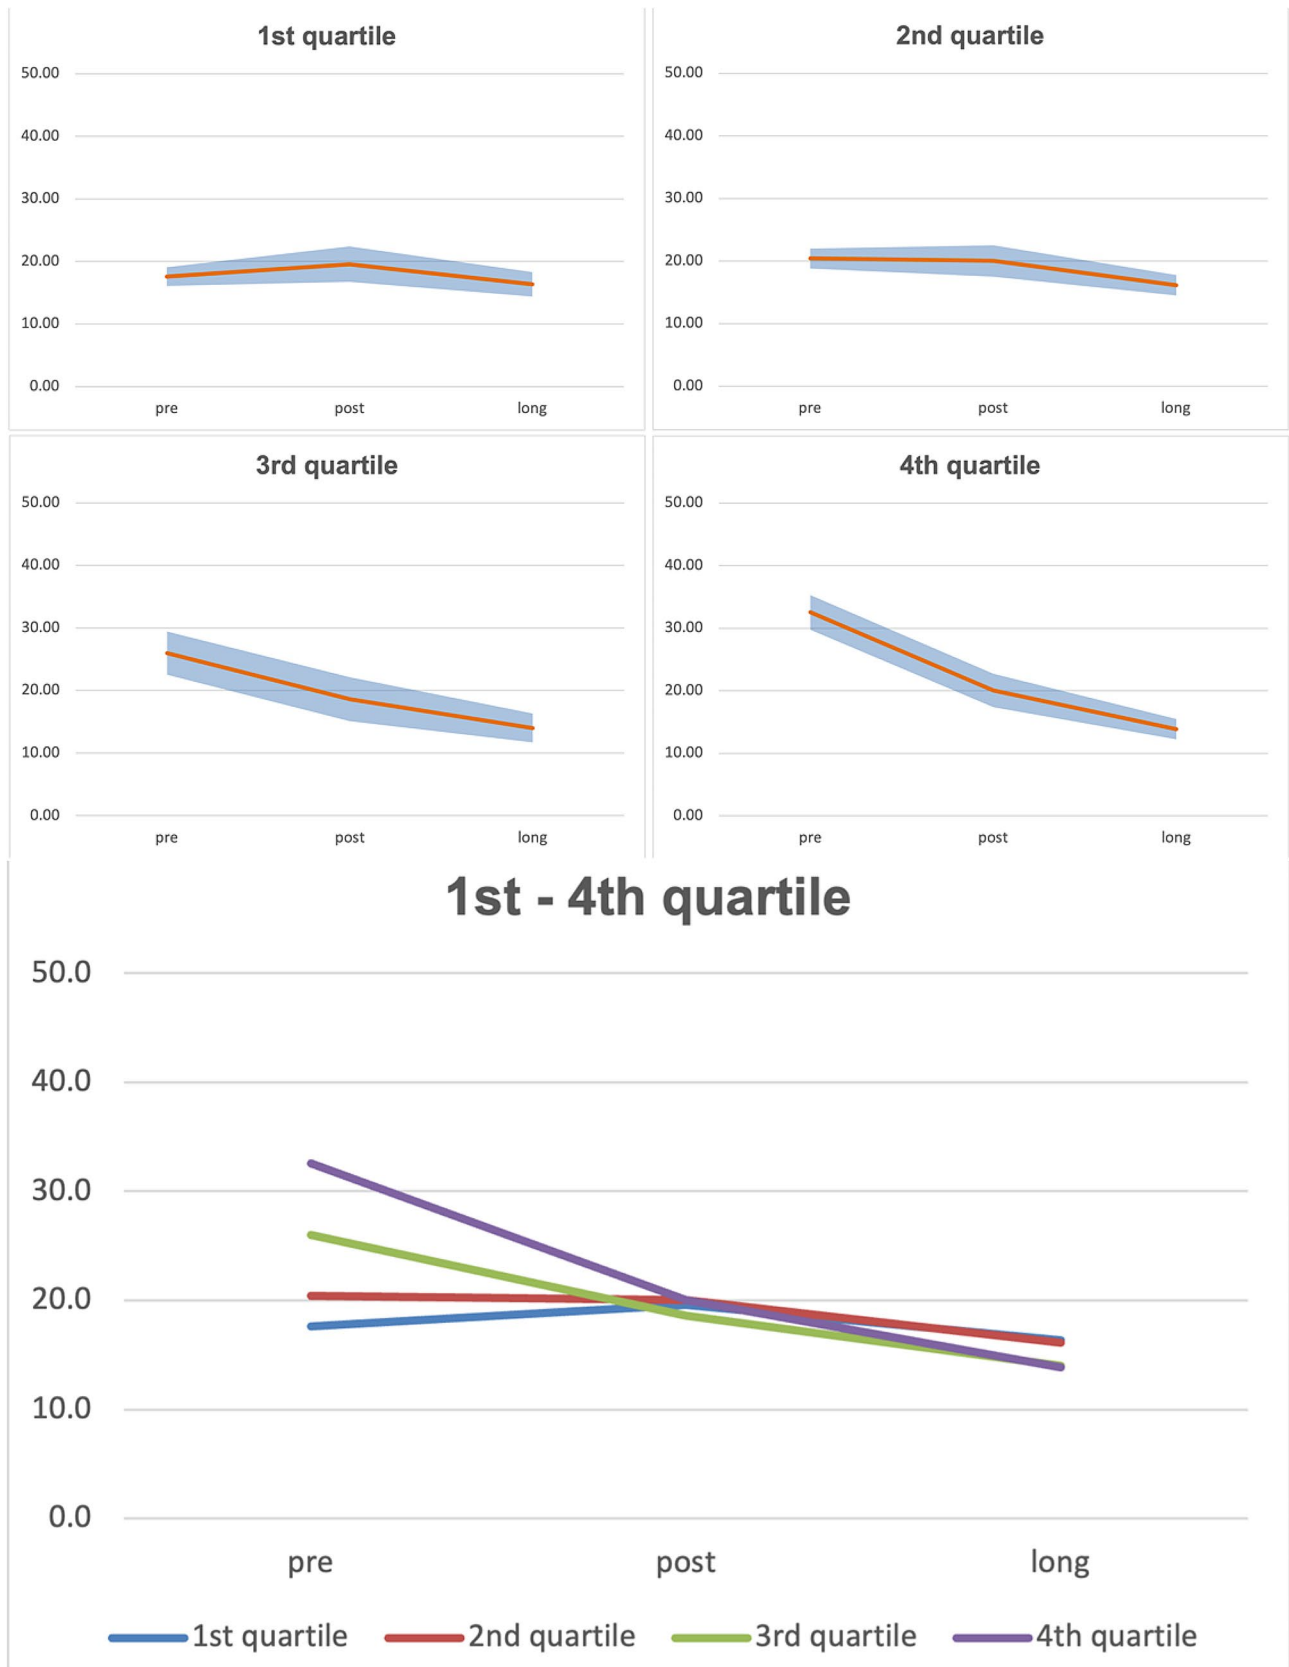 1st quartile
50.00
40.00
30.00
20.00
10.00
0.00
pre post long
2nd quartile
50.00
40.00
30.00
20.00
10.00
0.00
pre post long
3rd quartile
50.00
40.00
30.00
20.00
10.00
0.00
pre post long
4th quartile
50.00
40.00
30.00
20.00
10.00
0.00
pre post long
1st - 4th quartile
50.0
40.0
30.0
20.0
10.0
0.0
pre post long
1st quartile 2nd quartile 3rd quartile 4th quartile